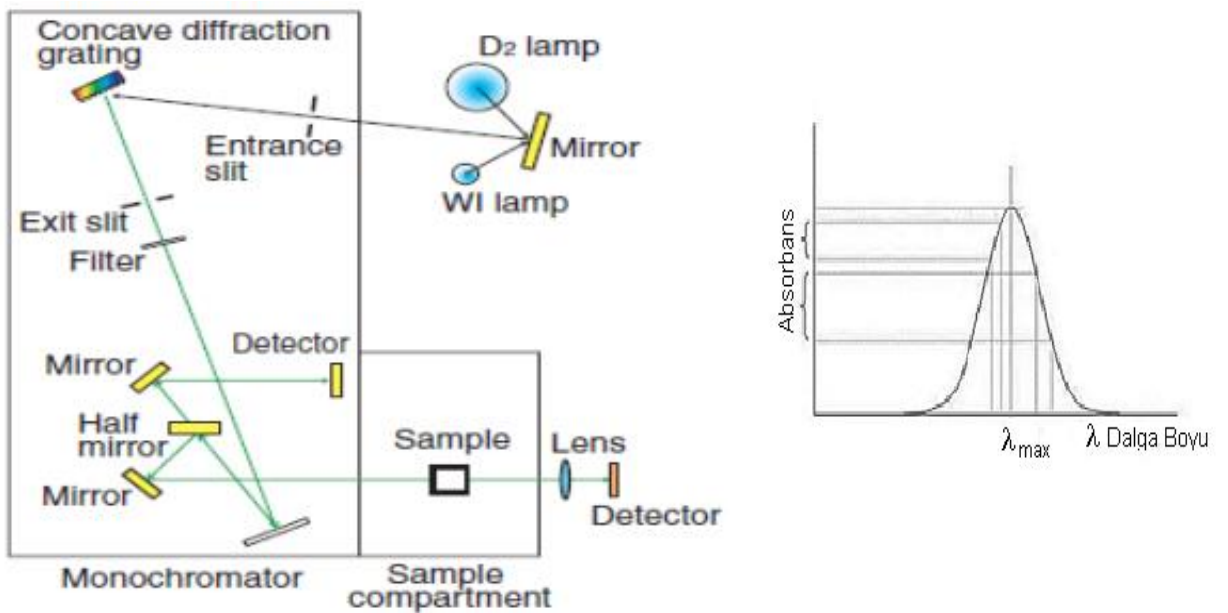 Concave diffraction
grating
D₂ lamp
Entrance
slit
Mirror
WI lamp
Exit slit
Filter
Detector
Mirror
Half
mirror
Mirror
Sample
Lens
Detector
Monochromator
Sample
compartment
Absorbans
Absorbans
λmax
λ Dalga Boyu